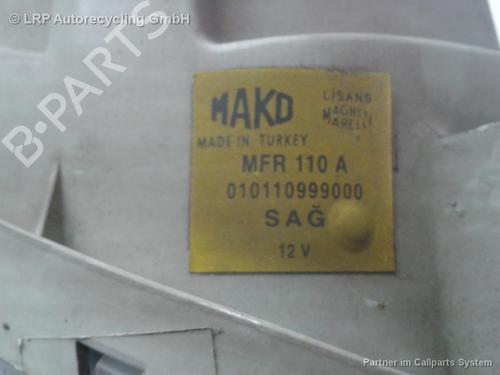 LRP Autorecycling GmbH
MAKO
LİSANS
MAGNETI
MARELLI
MADE IN TURKEY
MFR 110 A
010110999000
SAĞ
12 V
Partner im Callparts System